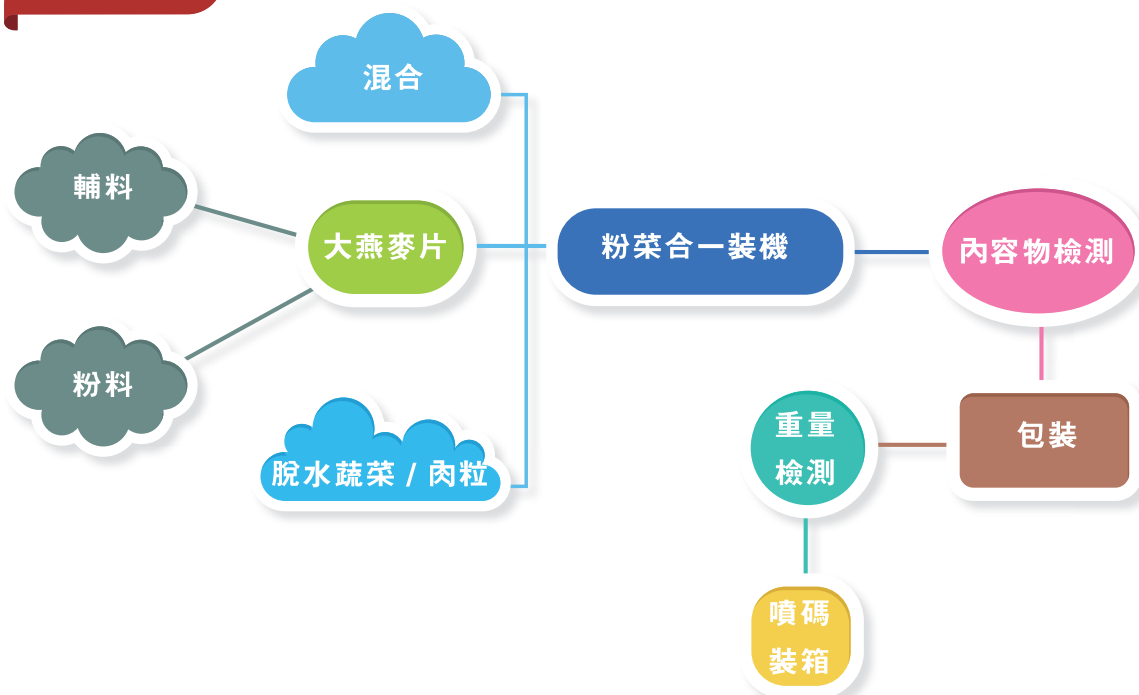 混合
輔料
大燕麥片
粉菜合一裝機
內容物檢測
粉料
脫水蔬菜 / 肉粒
重量
檢測
包裝
噴碼
裝箱